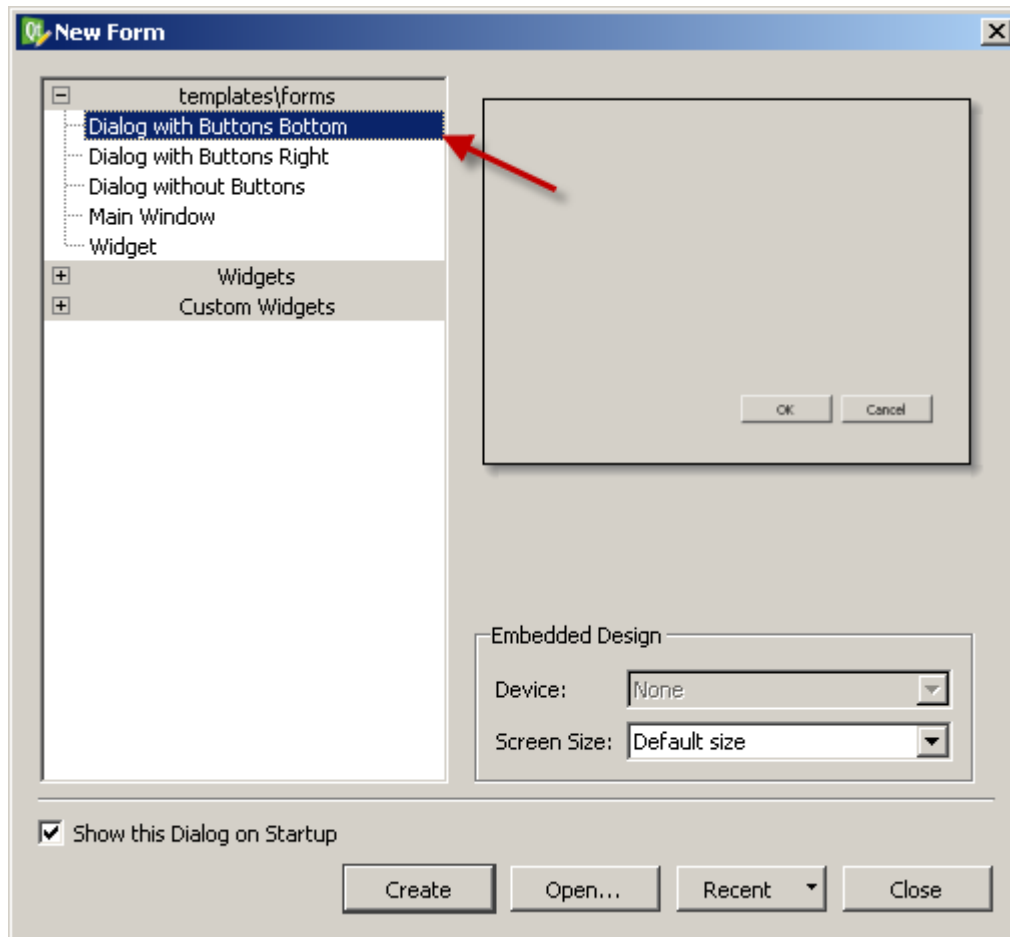 New Form
templates\forms
Dialog with Buttons Bottom
Dialog with Buttons Right
Dialog without Buttons
Main Window
Widget
Widgets
Custom Widgets
OK Cancel
Embedded Design
Device: None
Screen Size: Default size
Show this Dialog on Startup
Create Open... Recent Close